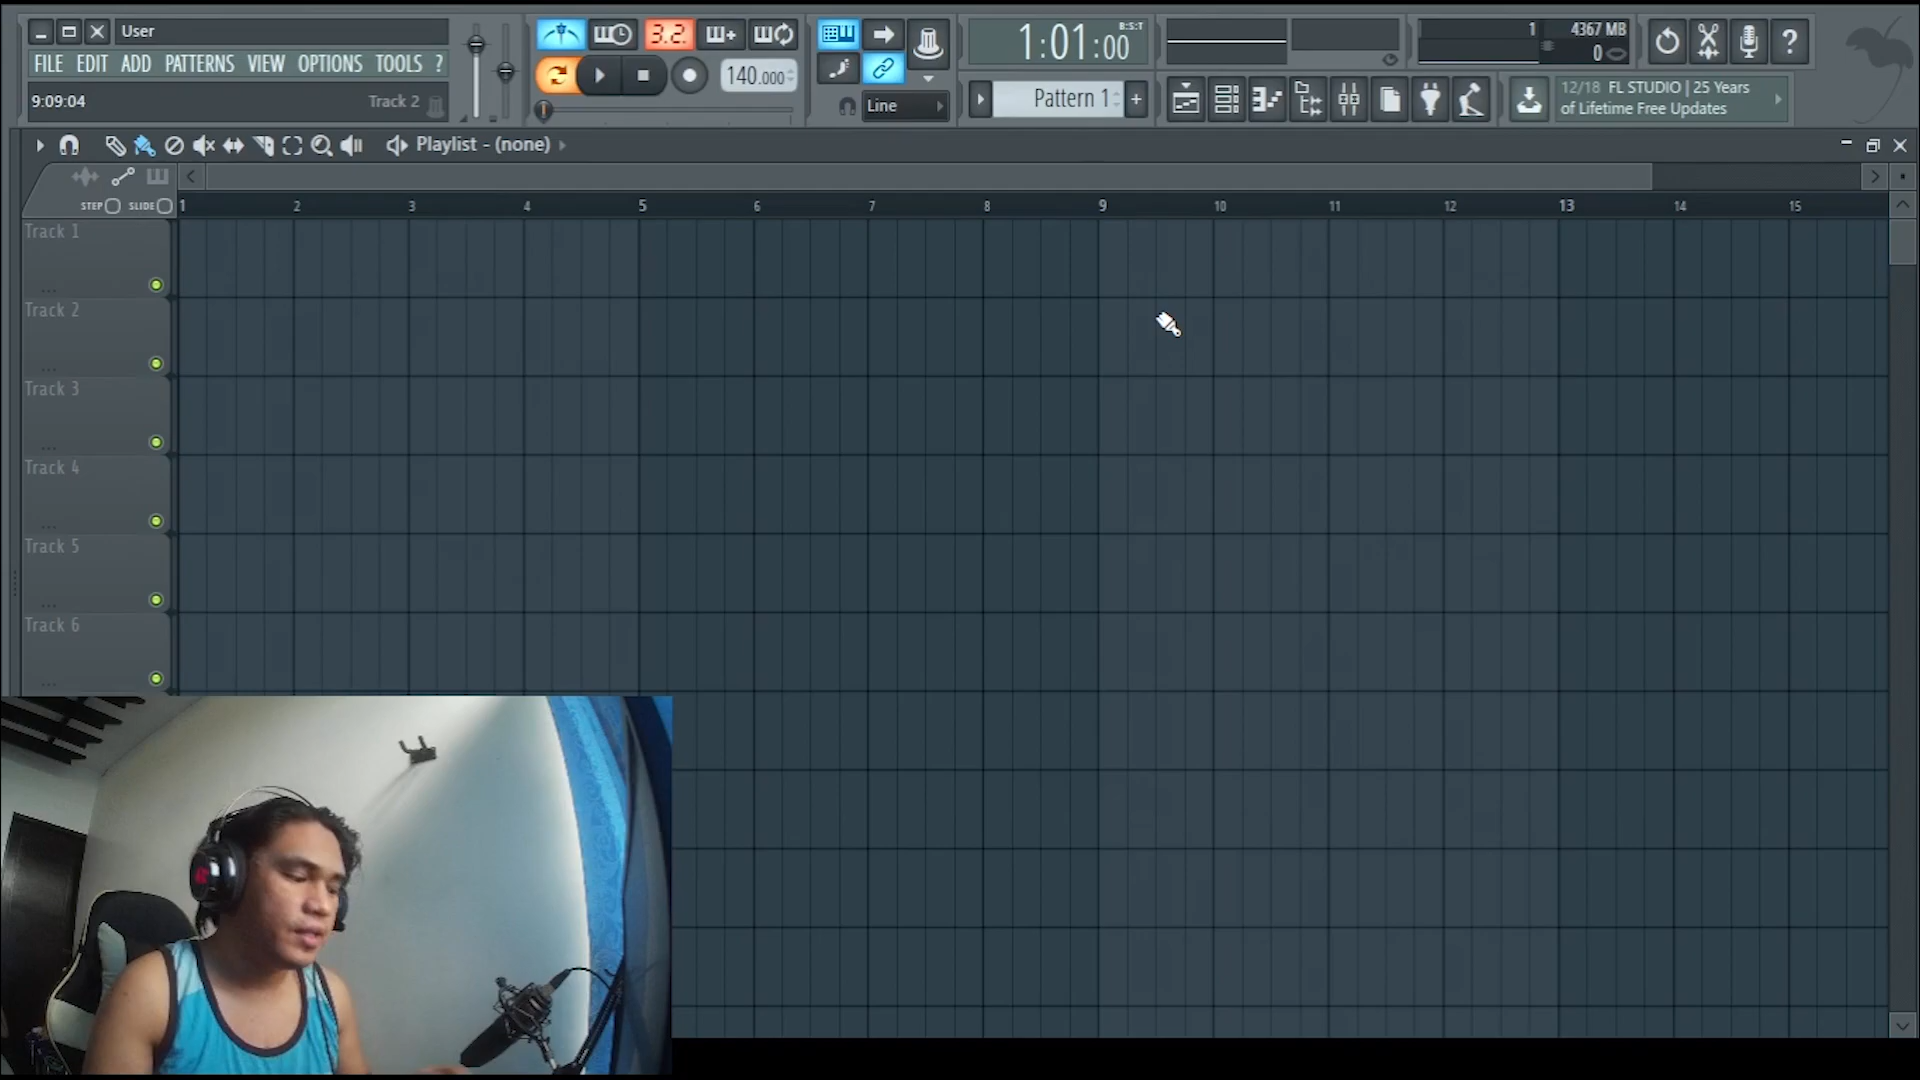 User
FILE EDIT ADD PATTERNS VIEW OPTIONS TOOLS ?
9:09:04 Track 2
3.2.
140.000
Line
1:01:00
B:S:T
Pattern 1
1
4367 MB
0
12/18 FL STUDIO | 25 Years
of Lifetime Free Updates
Playlist - (none)
STEP SLIDE
1 2 3 4 5 6 7 8 9 10 11 12 13 14 15
Track 1
Track 2
Track 3
Track 4
Track 5
Track 6